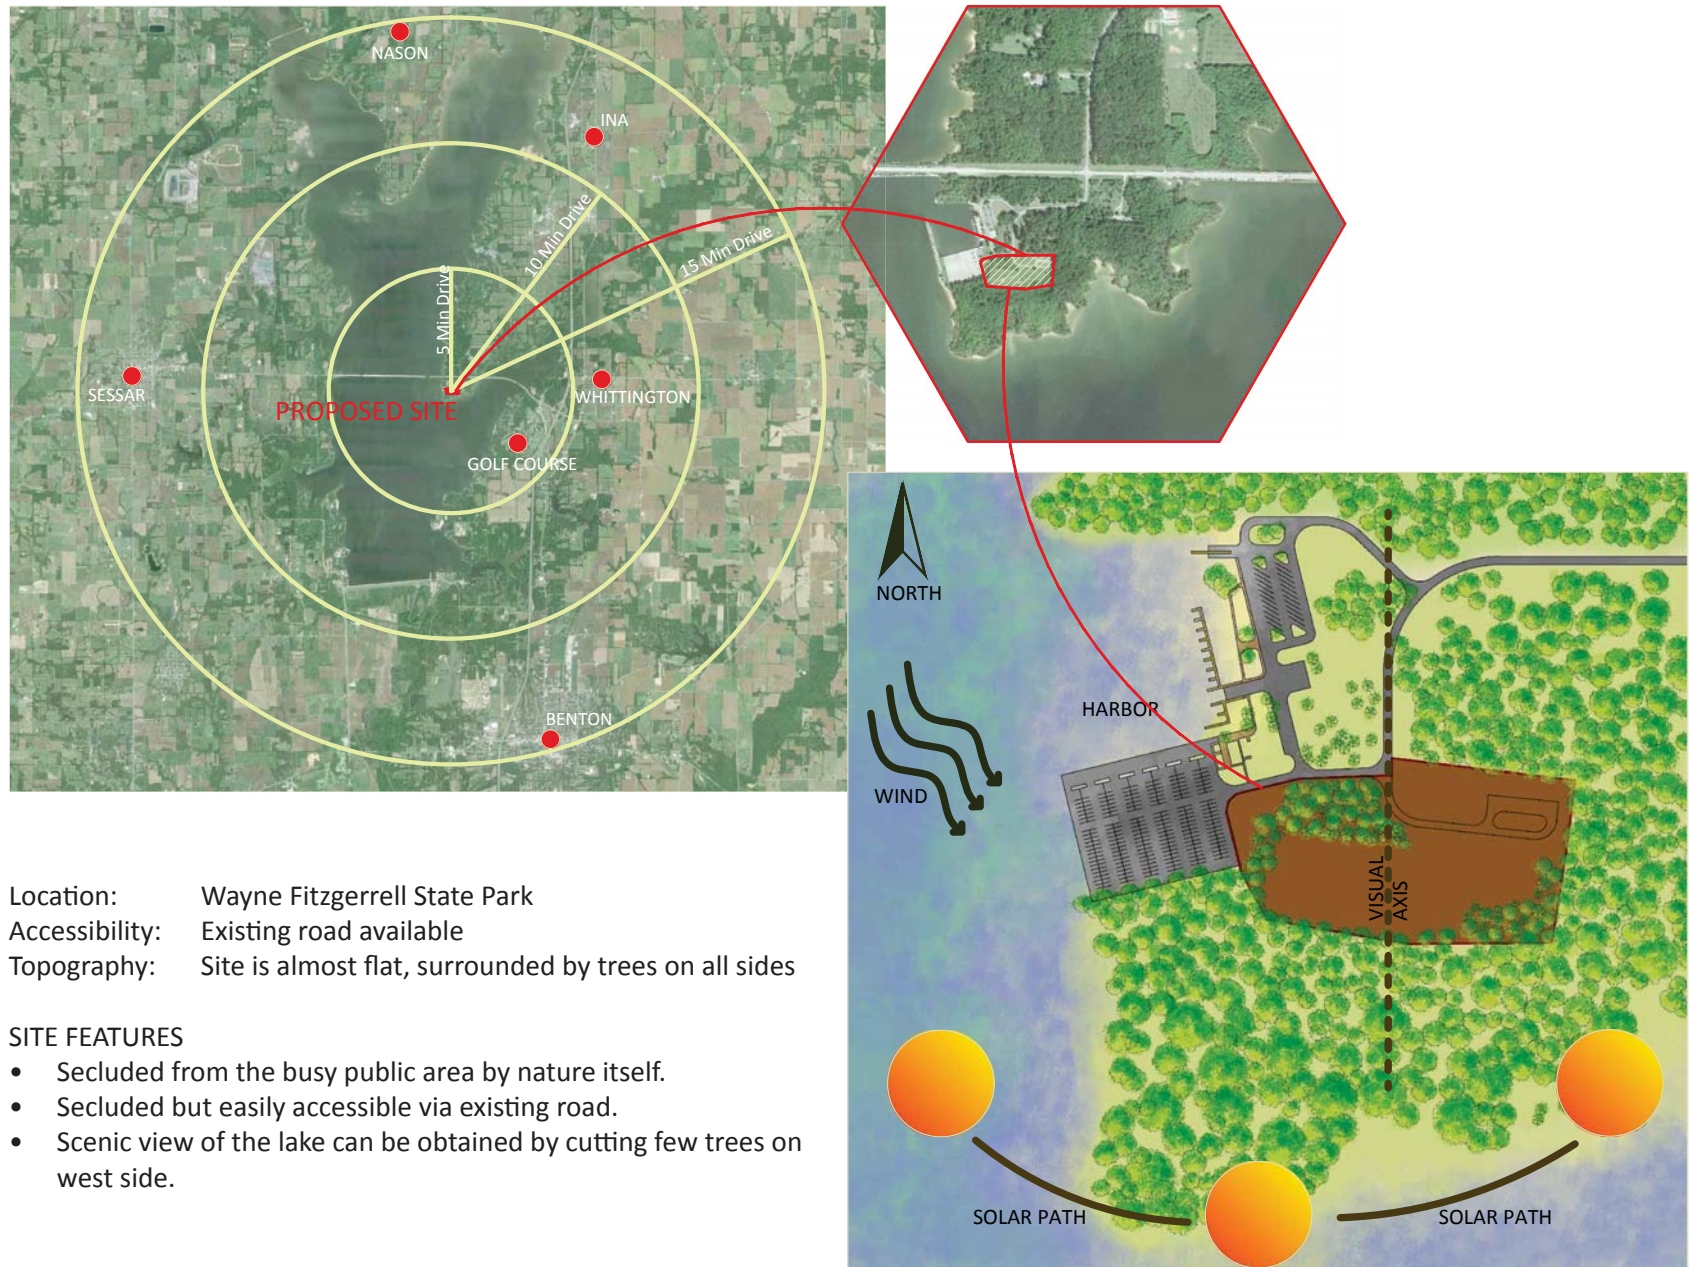 NASON
INA
10 Min Drive
15 Min Drive
5 Min Drive
SESSAR
PROPOSED SITE
WHITTINGTON
GOLF COURSE
BENTON
NORTH
HARBOR
WIND
VISUAL
AXIS
SOLAR PATH
SOLAR PATH
Location: Wayne Fitzgerrell State Park
Accessibility: Existing road available
Topography: Site is almost flat, surrounded by trees on all sides
SITE FEATURES
• Secluded from the busy public area by nature itself.
• Secluded but easily accessible via existing road.
• Scenic view of the lake can be obtained by cutting few trees on
west side.